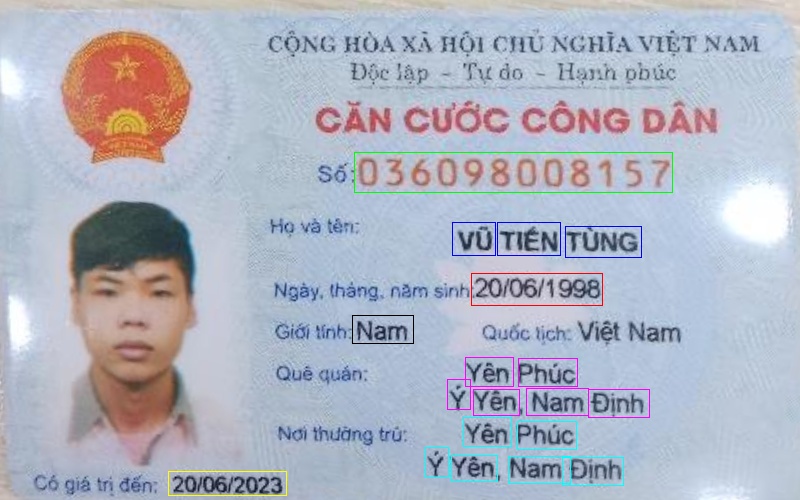 CỘNG HÒA XÃ HỘI CHỦ NGHĨA VIỆT NAM
Độc lập - Tự do - Hạnh phúc
CĂN CƯỚC CÔNG DÂN
Số: 036098008157
Họ và tên: VŨ TIẾN TÙNG
Ngày, tháng, năm sinh: 20/06/1998
Giới tính: Nam Quốc tịch: Việt Nam
Quê quán: Yên Phúc
Ý Yên, Nam Định
Nơi thường trú: Yên Phúc
Ý Yên, Nam Định
Có giá trị đến: 20/06/2023